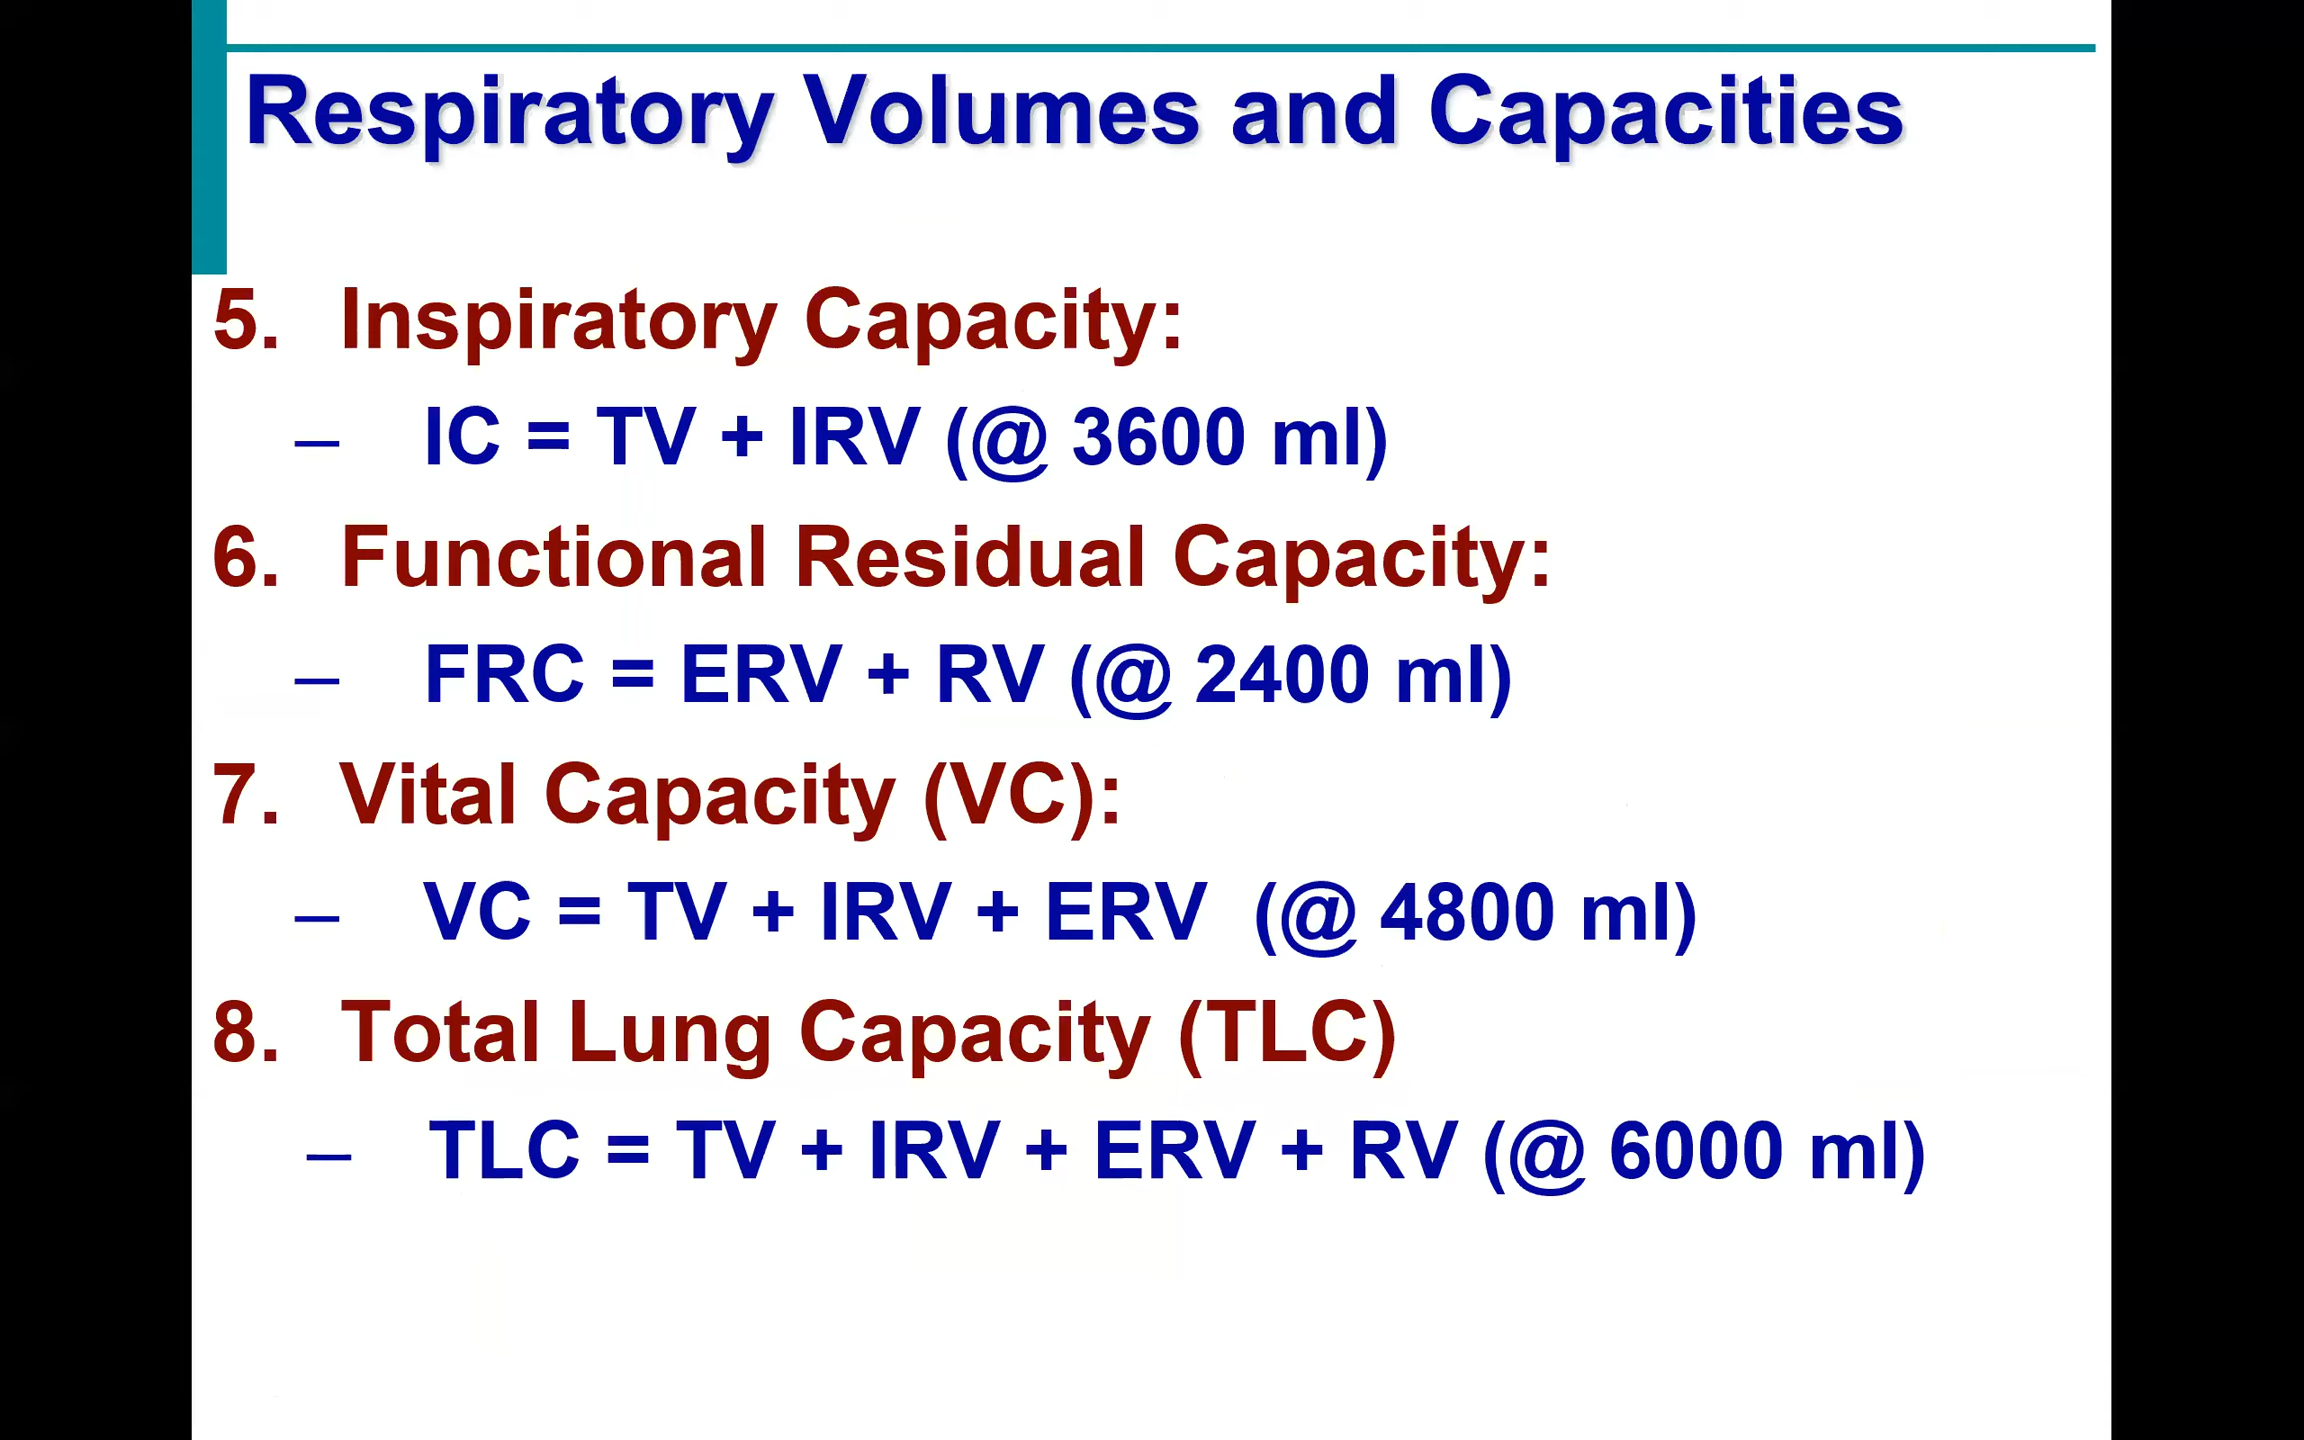 Respiratory Volumes and Capacities
5. Inspiratory Capacity:
– IC = TV + IRV (@ 3600 ml)
6. Functional Residual Capacity:
– FRC = ERV + RV (@ 2400 ml)
7. Vital Capacity (VC):
– VC = TV + IRV + ERV (@ 4800 ml)
8. Total Lung Capacity (TLC)
– TLC = TV + IRV + ERV + RV (@ 6000 ml)